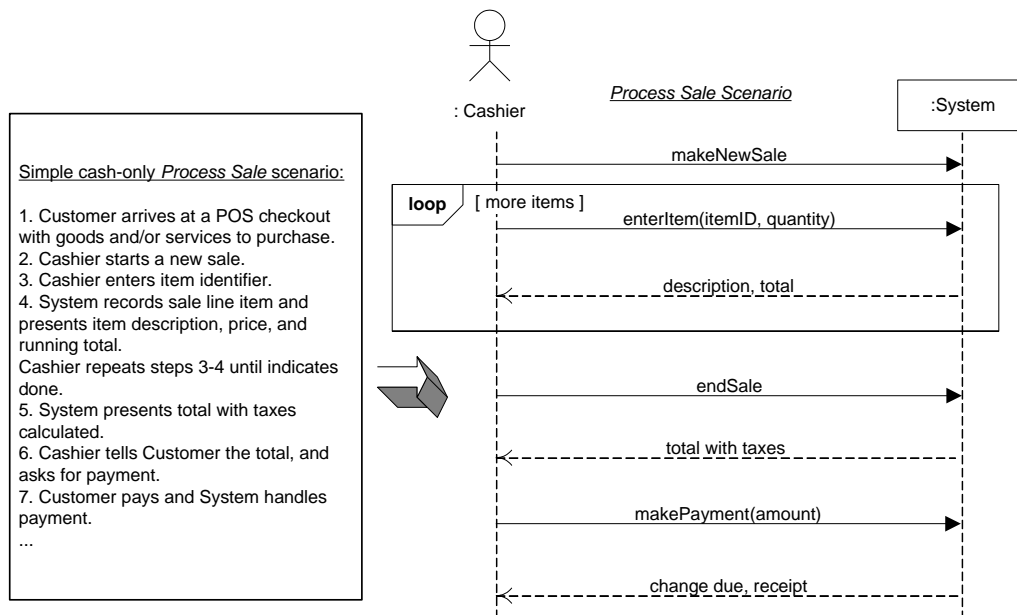 Simple cash-only Process Sale scenario:
1. Customer arrives at a POS checkout
with goods and/or services to purchase.
2. Cashier starts a new sale.
3. Cashier enters item identifier.
4. System records sale line item and
presents item description, price, and
running total.
Cashier repeats steps 3-4 until indicates
done.
5. System presents total with taxes
calculated.
6. Cashier tells Customer the total, and
asks for payment.
7. Customer pays and System handles
payment.
...
: Cashier
Process Sale Scenario
:System
makeNewSale
loop
[ more items ]
enterItem(itemID, quantity)
description, total
endSale
total with taxes
makePayment(amount)
change due, receipt